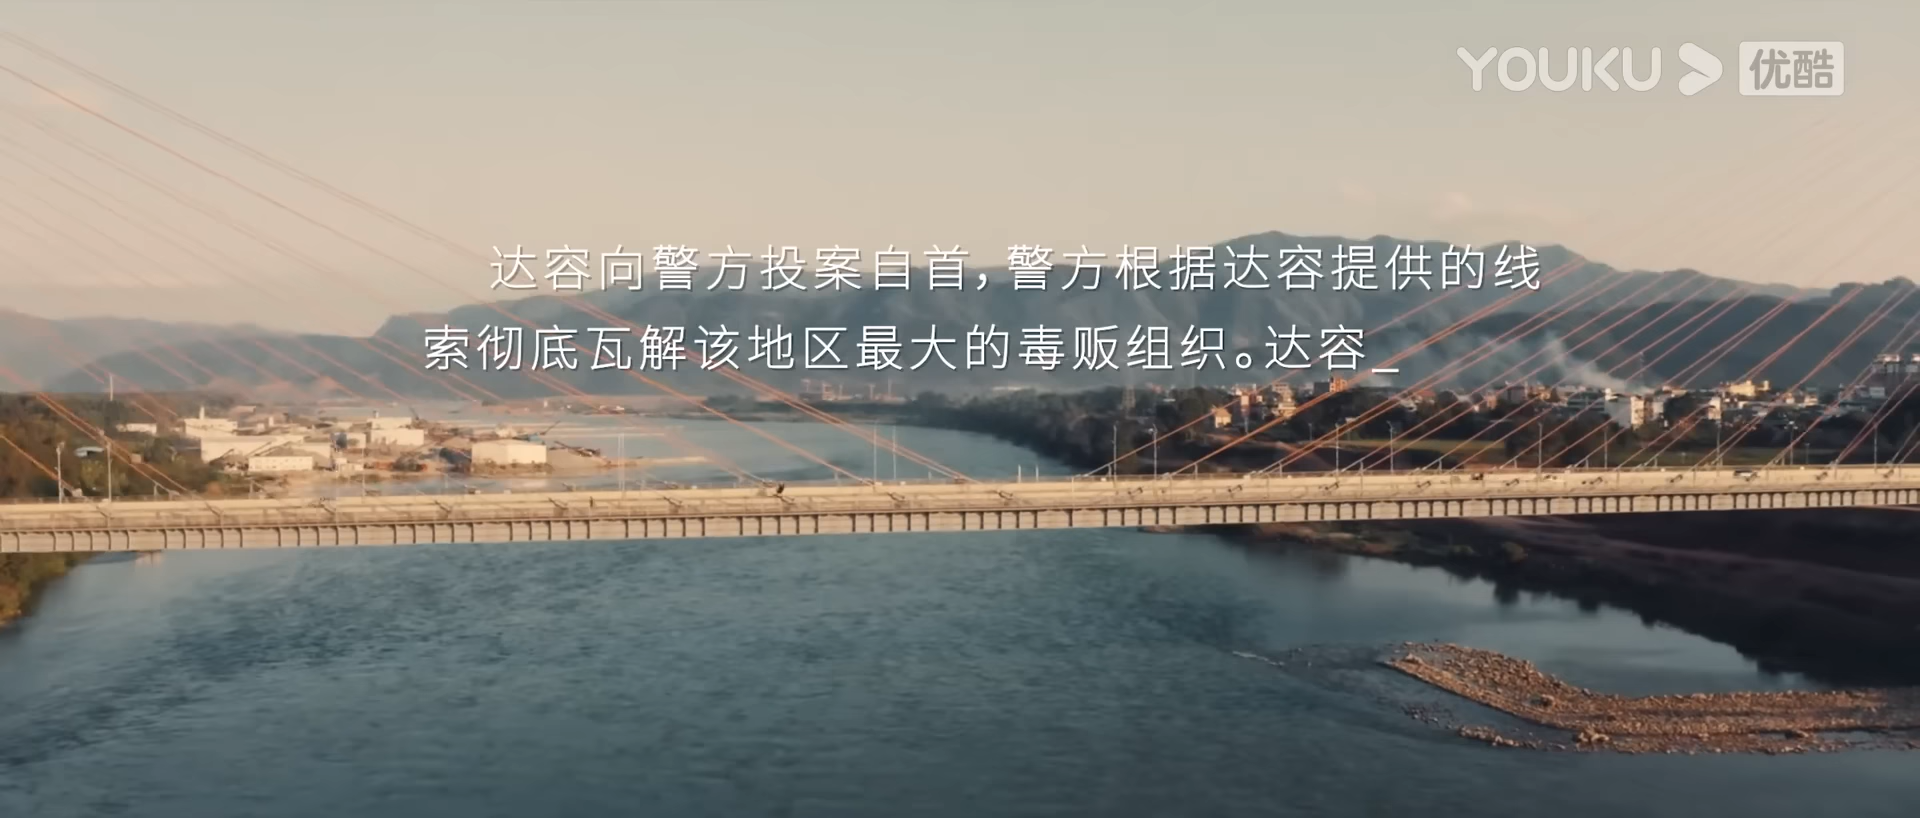 YOUKU 优酷
达容向警方投案自首，警方根据达容提供的线
索彻底瓦解该地区最大的毒贩组织。达容_